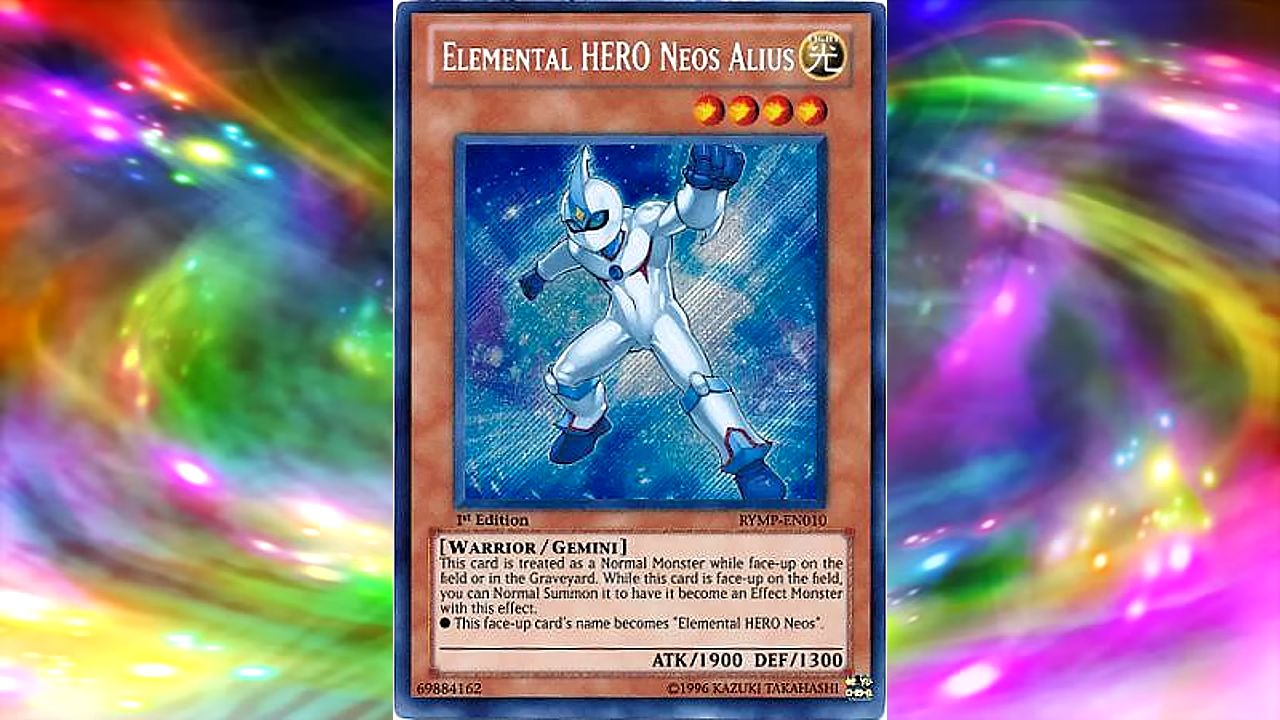 ELEMENTAL HERO NEOS ALIUS
LIGHT
光
1st Edition
RYMP-EN010
[WARRIOR/GEMINI]
This card is treated as a Normal Monster while face-up on the
field or in the Graveyard. While this card is face-up on the field,
you can Normal Summon it to have it become an Effect Monster
with this effect.
● This face-up card's name becomes "Elemental HERO Neos".
ATK/1900 DEF/1300
69884162
©1996 KAZUKI TAKAHASHI